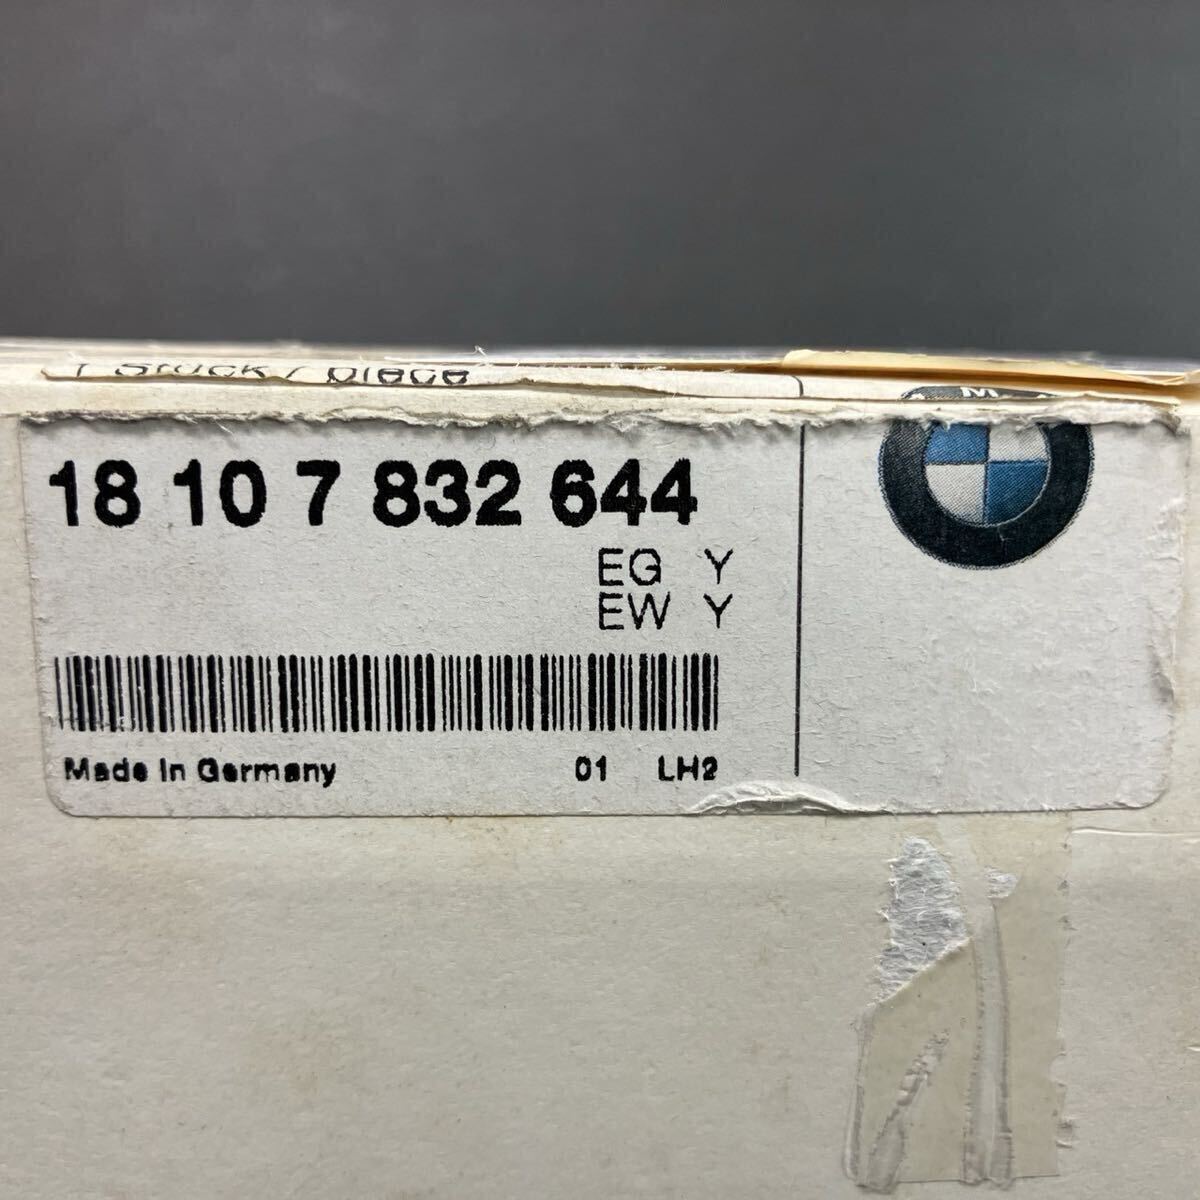 1 Stück / piece
18 10 7 832 644
EG Y
EW Y
Made in Germany 01 LH2
M